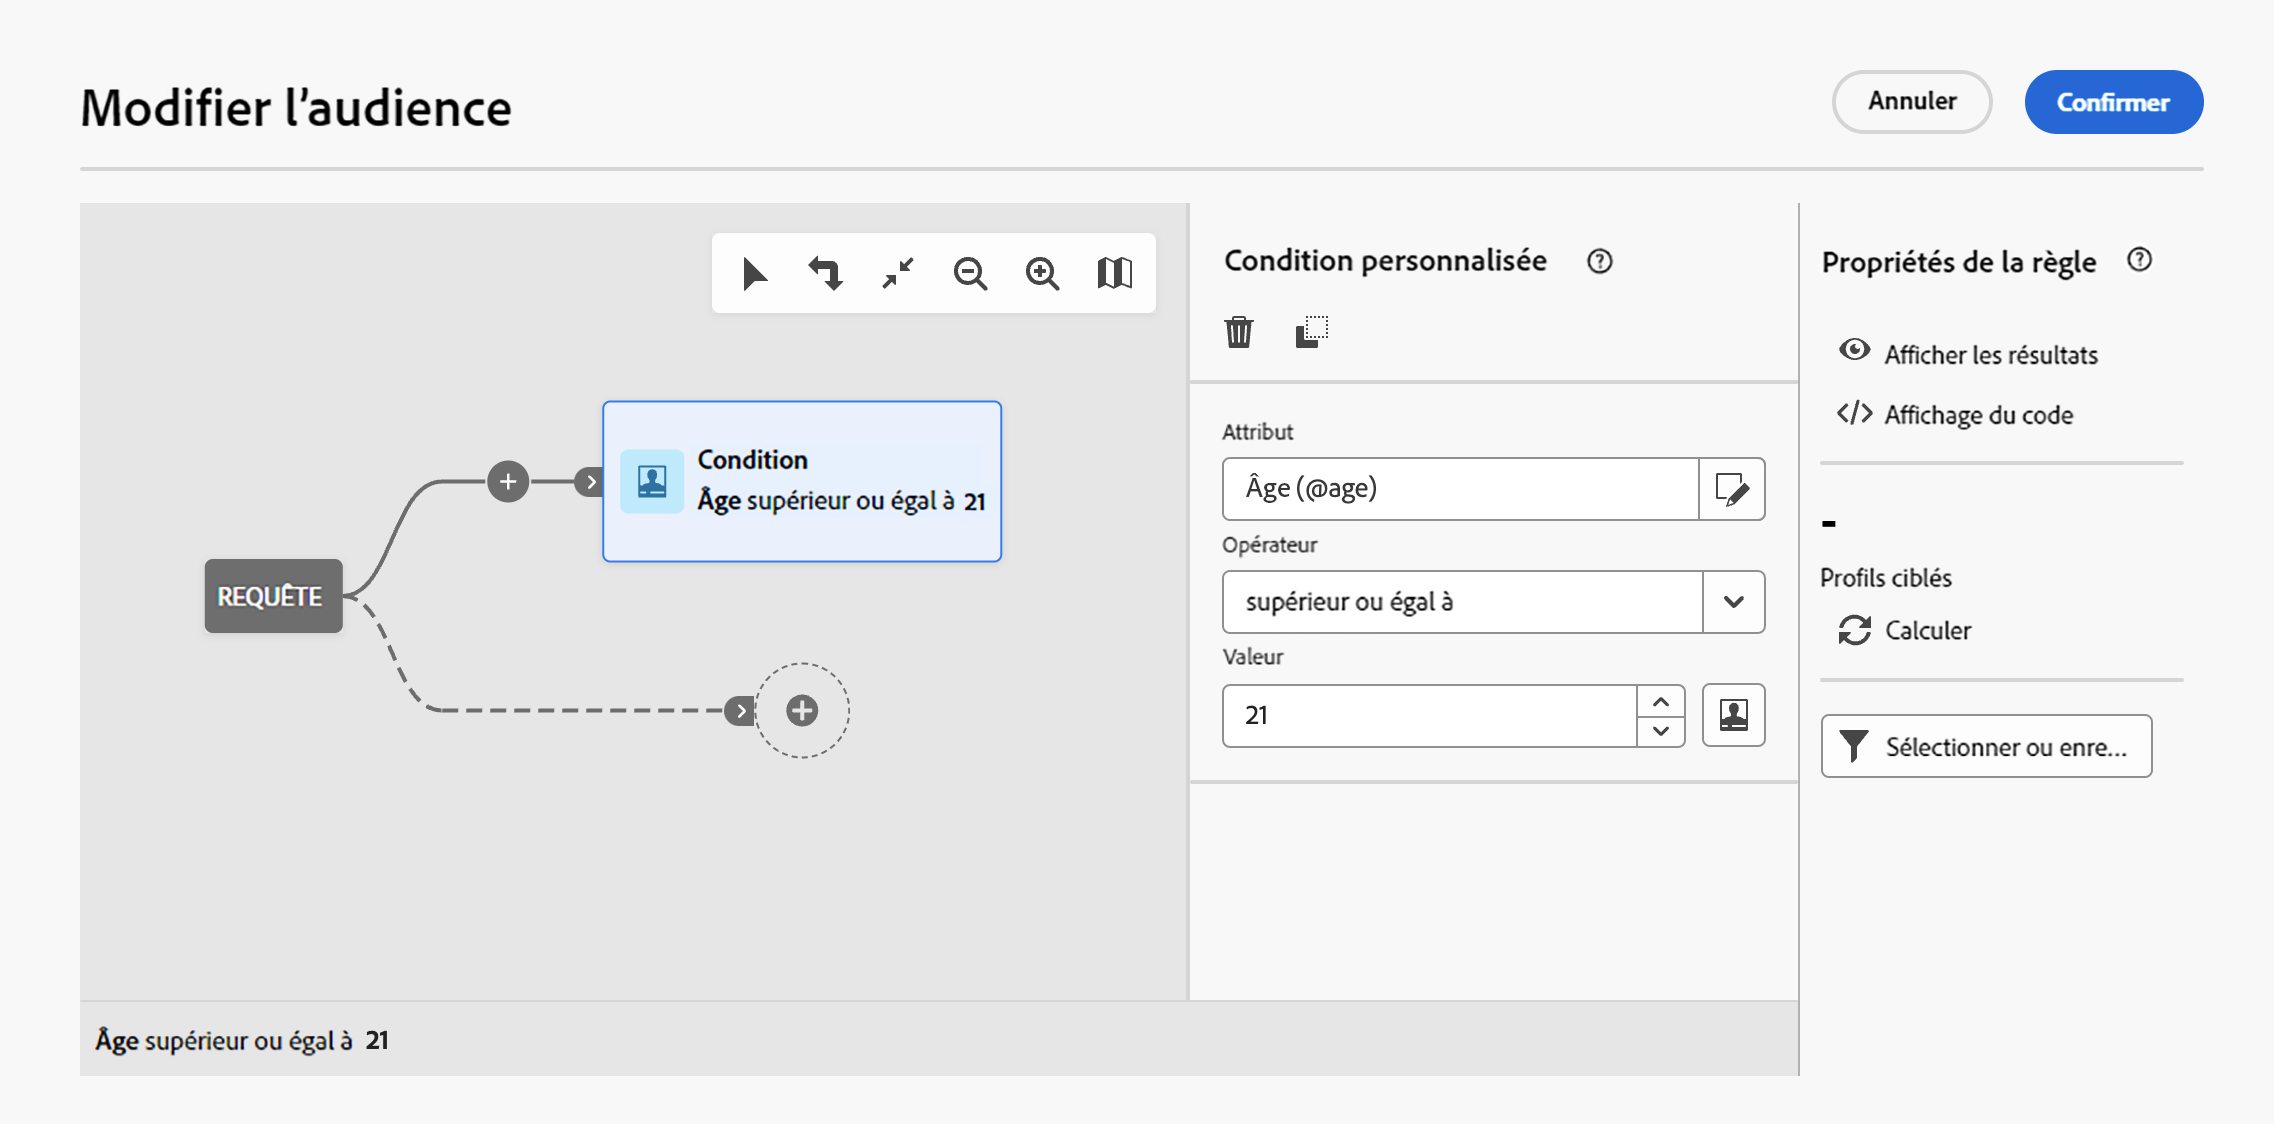 Modifier l’audience
Annuler
Confirmer
Condition
Âge supérieur ou égal à 21
REQUÊTE
Âge supérieur ou égal à 21
Condition personnalisée
Attribut
Âge (@age)
Opérateur
supérieur ou égal à
Valeur
21
Propriétés de la règle
Afficher les résultats
Affichage du code
-
Profils ciblés
Calculer
Sélectionner ou enre...